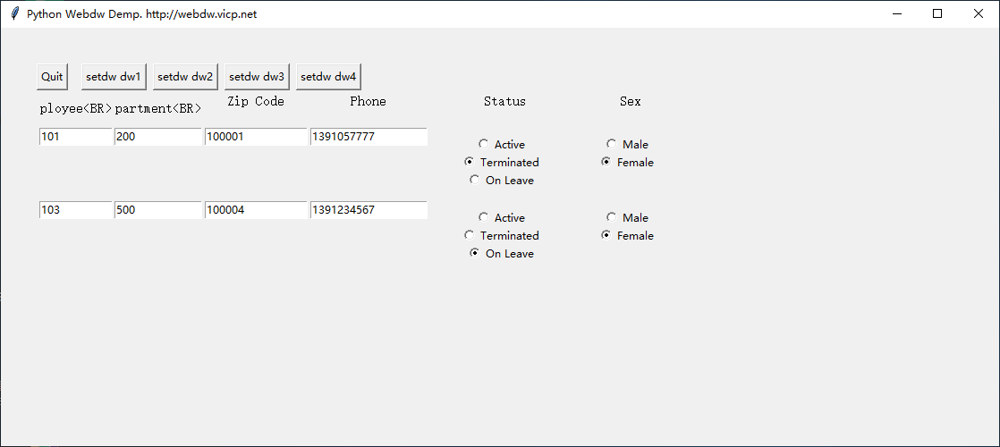 Python Webdw Demp. http://webdw.vicp.net
Quit setdw dw1 setdw dw2 setdw dw3 setdw dw4
ployee<BR> partment<BR> Zip Code Phone Status Sex
101 200 100001 1391057777
Active Male
Terminated Female
On Leave
103 500 100004 1391234567
Active Male
Terminated Female
On Leave